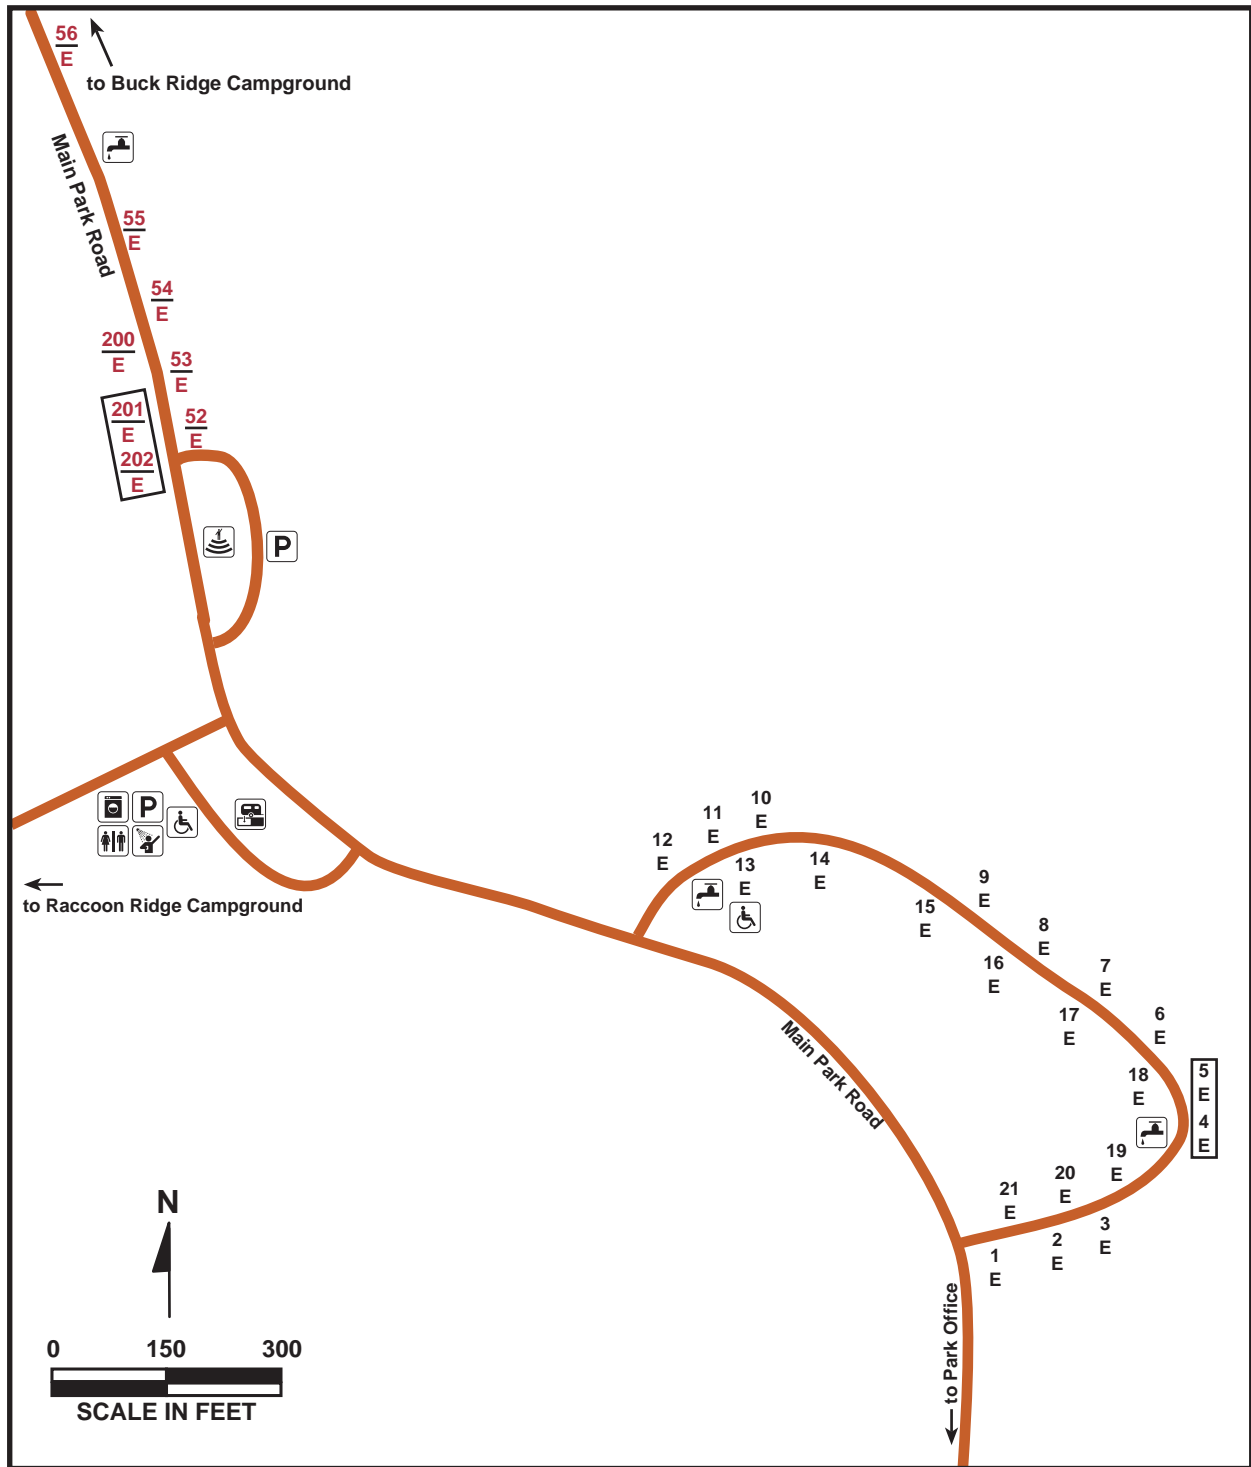 56
E
to Buck Ridge Campground
Main Park Road
55
E
54
E
200
E
53
E
201
E
52
E
202
E
P
P
to Raccoon Ridge Campground
12
E
11
E
10
E
13
E
14
E
15
E
9
E
16
E
8
E
17
E
7
E
6
E
18
E
5
E
4
E
19
E
20
E
21
E
3
E
2
E
1
E
Main Park Road
to Park Office
N
0 150 300
SCALE IN FEET